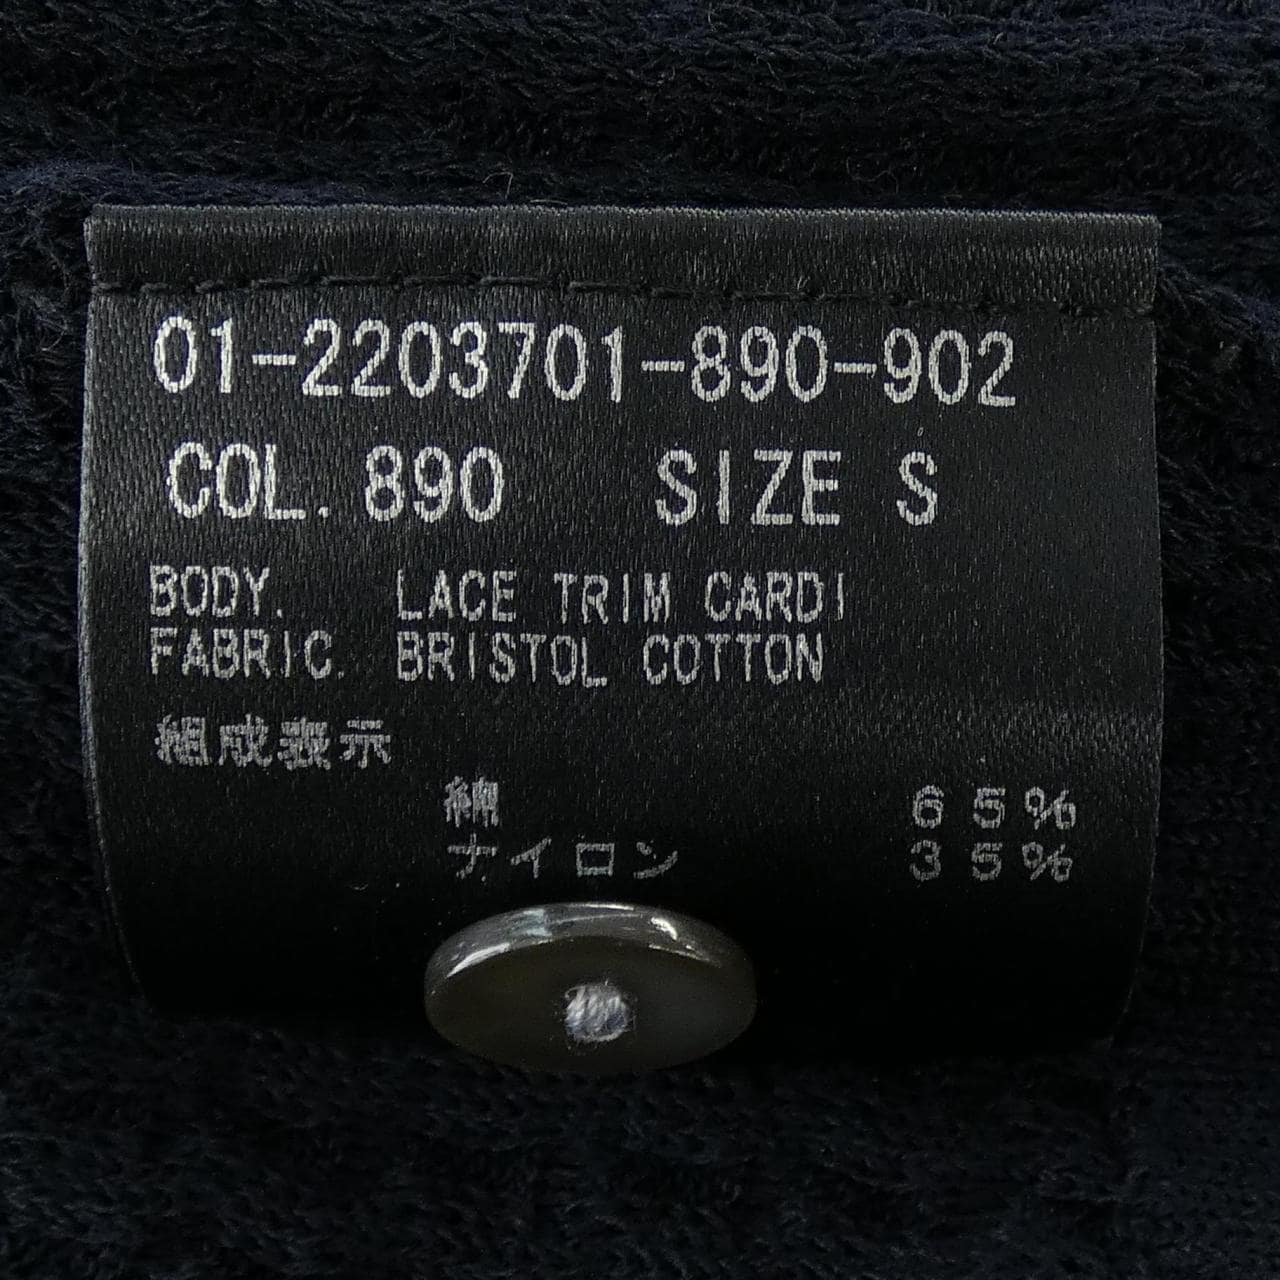 01-2203701-890-902
COL. 890 SIZE S
BODY. LACE TRIM CARDI
FABRIC. BRISTOL COTTON
組成表示
綿 65%
ナイロン 35%